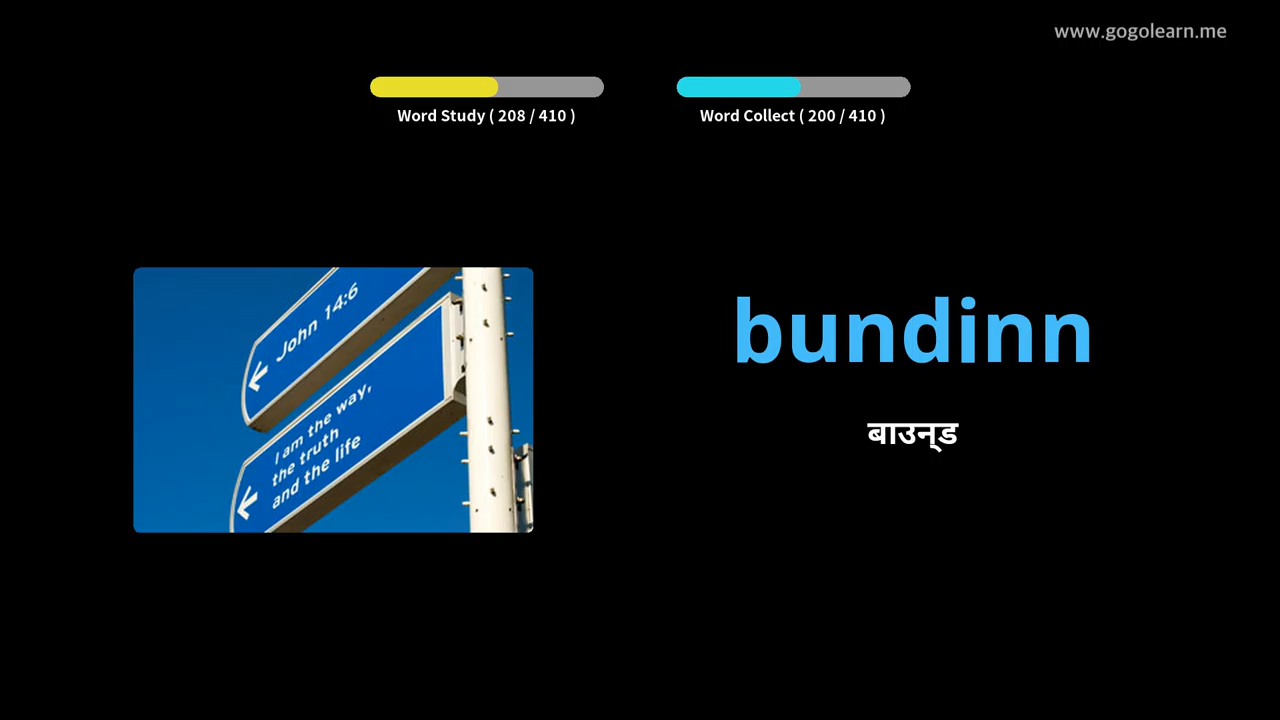 www.gogolearn.me
Word Study ( 208 / 410 )
Word Collect ( 200 / 410 )
John 14:6
I am the way,
the truth
and the life
bundinn
बाउन्ड